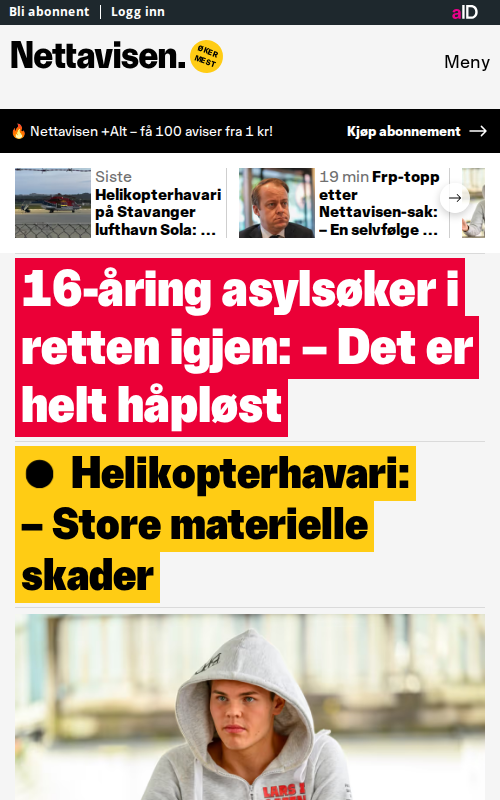 Bli abonnent
Logg inn
aID
Nettavisen.
ØKER
MEST
Meny
🔥 Nettavisen +Alt – få 100 aviser fra 1 kr!
Kjøp abonnement →
Siste
Helikopterhavari
på Stavanger
lufthavn Sola: ...
19 min Frp-topp
etter
Nettavisen-sak:
– En selvfølge ...
16-åring asylsøker i
retten igjen: – Det er
helt håpløst
● Helikopterhavari:
– Store materielle
skader